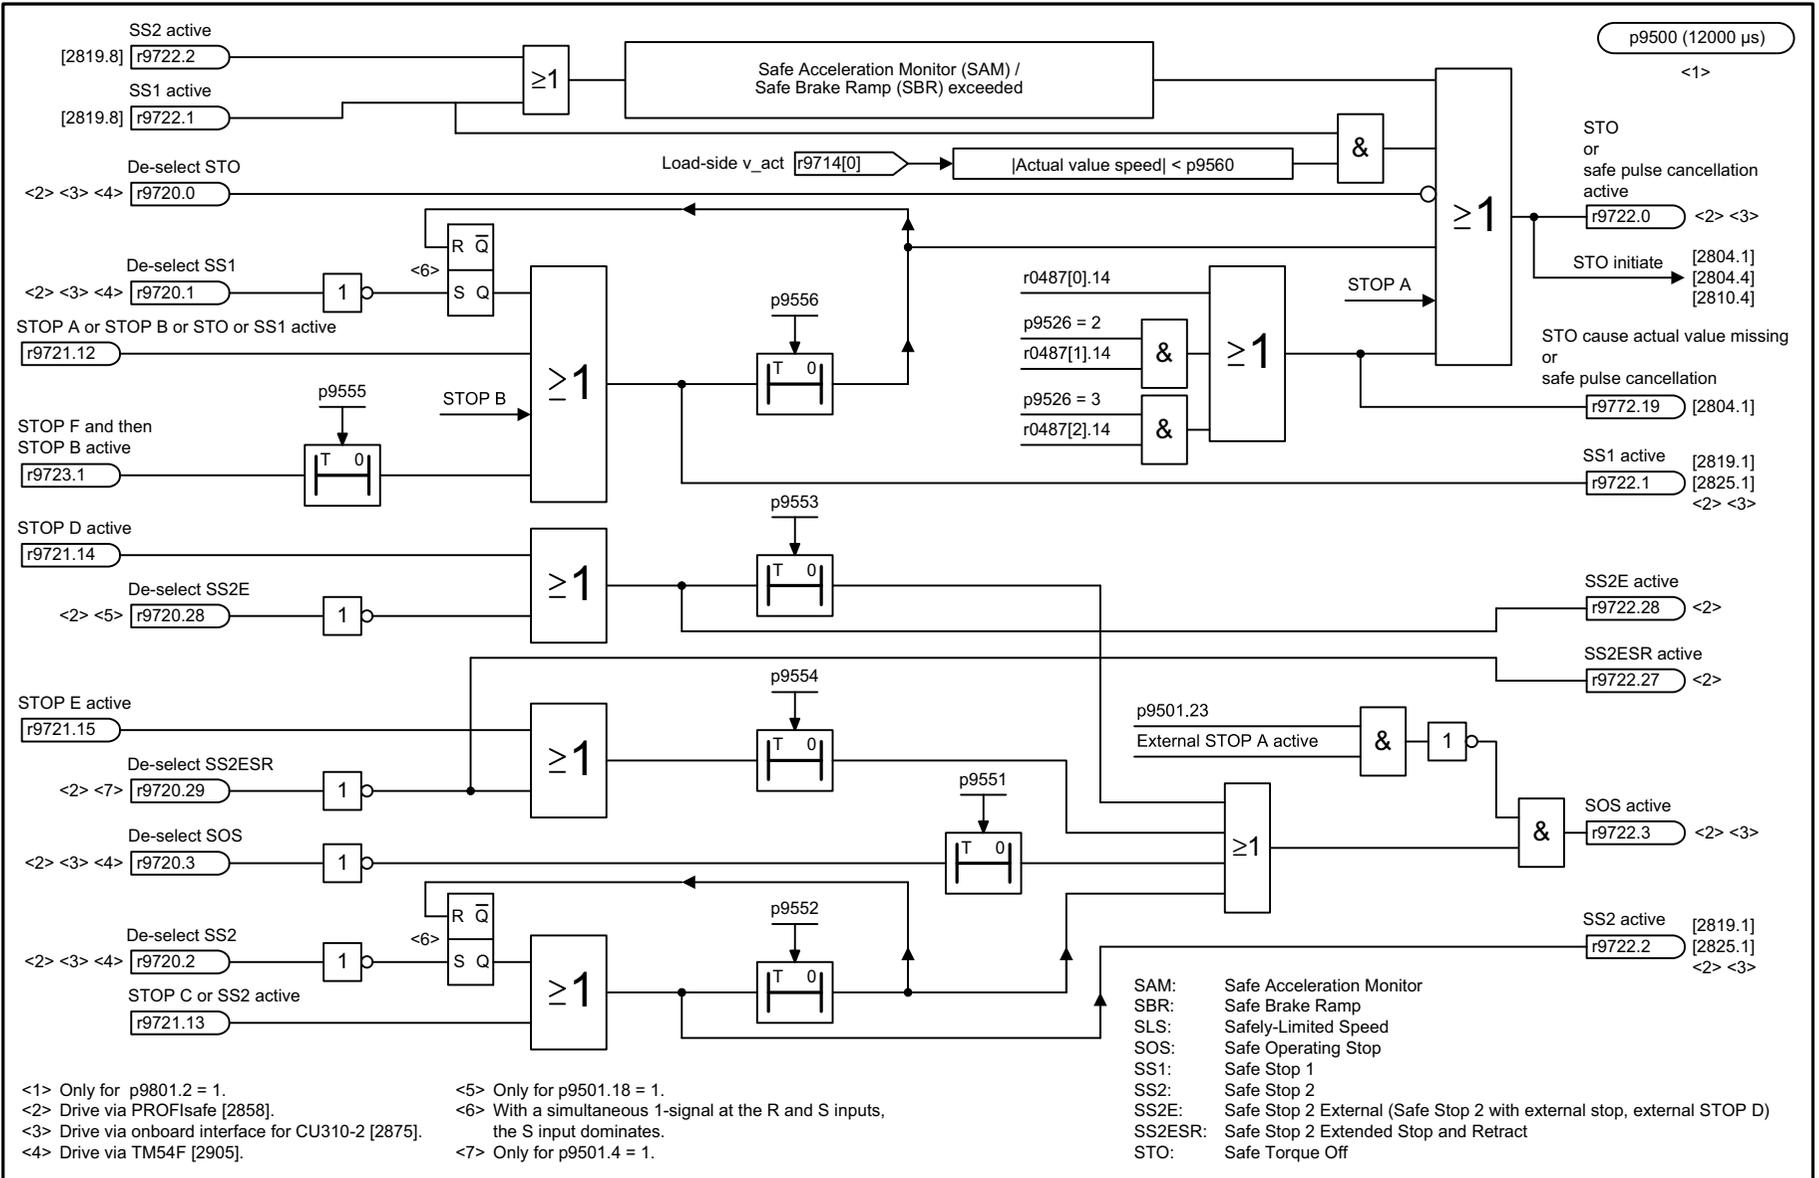 SS2 active
[2819.8] r9722.2
SS1 active
[2819.8] r9722.1
≥1
Safe Acceleration Monitor (SAM) /
Safe Brake Ramp (SBR) exceeded
p9500 (12000 µs)
<1>
Load-side v_act r9714[0]
|Actual value speed| < p9560
&
De-select STO
<2> <3> <4> r9720.0
≥1
STO
or
safe pulse cancellation
active
r9722.0 <2> <3>
STO initiate
[2804.1]
[2804.4]
[2810.4]
R Q̅
<6>
S Q
De-select SS1
<2> <3> <4> r9720.1
1
STOP A or STOP B or STO or SS1 active
r9721.12
≥1
STOP B
p9556
T 0
r0487[0].14
p9526 = 2
r0487[1].14
&
p9526 = 3
r0487[2].14
&
≥1
STOP A
STO cause actual value missing
or
safe pulse cancellation
r9772.19 [2804.1]
p9555
T 0
STOP F and then
STOP B active
r9723.1
SS1 active
r9722.1
[2819.1]
[2825.1]
<2> <3>
STOP D active
r9721.14
De-select SS2E
<2> <5> r9720.28
1
≥1
p9553
T 0
SS2E active
r9722.28 <2>
SS2ESR active
r9722.27 <2>
STOP E active
r9721.15
De-select SS2ESR
<2> <7> r9720.29
1
≥1
p9554
T 0
p9501.23
External STOP A active
&
1
De-select SOS
<2> <3> <4> r9720.3
1
p9551
T 0
≥1
&
SOS active
r9722.3 <2> <3>
R Q̅
<6>
S Q
De-select SS2
<2> <3> <4> r9720.2
1
STOP C or SS2 active
r9721.13
≥1
p9552
T 0
SS2 active
r9722.2
[2819.1]
[2825.1]
<2> <3>
<1> Only for p9801.2 = 1.
<2> Drive via PROFIsafe [2858].
<3> Drive via onboard interface for CU310-2 [2875].
<4> Drive via TM54F [2905].
<5> Only for p9501.18 = 1.
<6> With a simultaneous 1-signal at the R and S inputs,
the S input dominates.
<7> Only for p9501.4 = 1.
SAM: Safe Acceleration Monitor
SBR: Safe Brake Ramp
SLS: Safely-Limited Speed
SOS: Safe Operating Stop
SS1: Safe Stop 1
SS2: Safe Stop 2
SS2E: Safe Stop 2 External (Safe Stop 2 with external stop, external STOP D)
SS2ESR: Safe Stop 2 Extended Stop and Retract
STO: Safe Torque Off